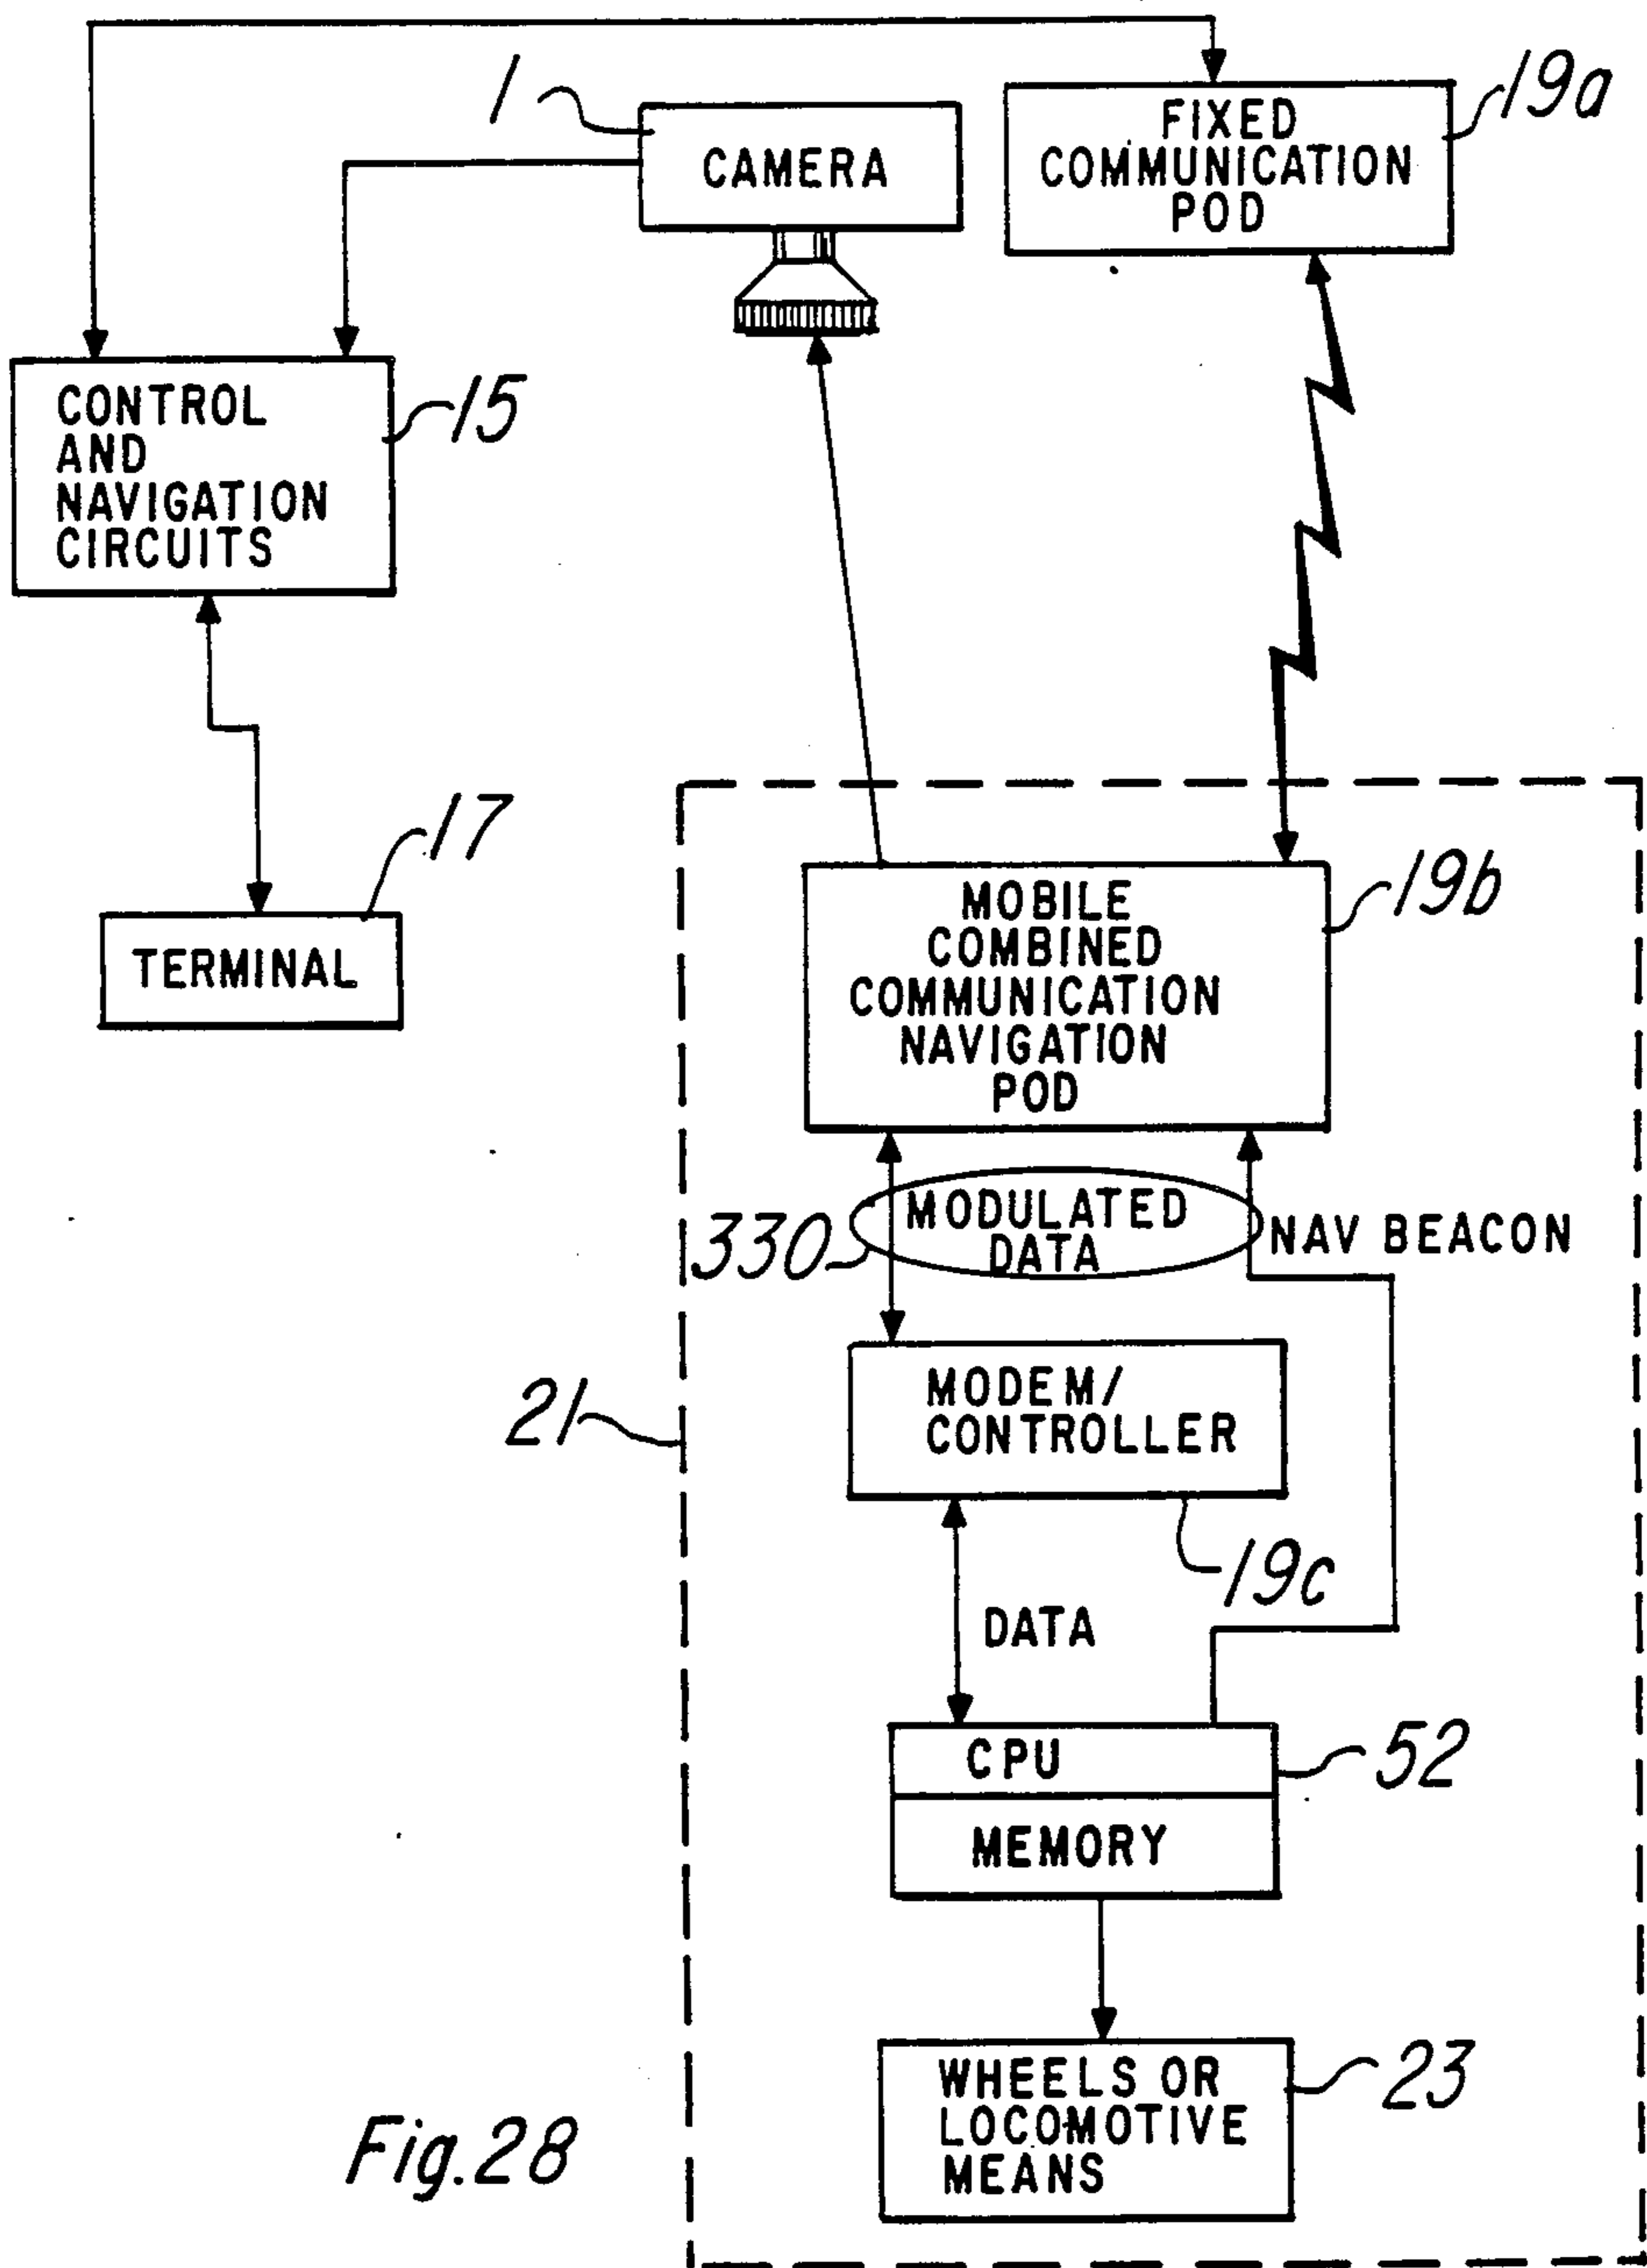 1
CAMERA
FIXED
COMMUNICATION
POD
19a
CONTROL
AND
NAVIGATION
CIRCUITS
15
17
TERMINAL
MOBILE
COMBINED
COMMUNICATION
NAVIGATION
POD
19b
330
MODULATED
DATA
NAV BEACON
21
MODEM/
CONTROLLER
19c
DATA
CPU
52
MEMORY
WHEELS OR
LOCOMOTIVE
MEANS
23
Fig.28